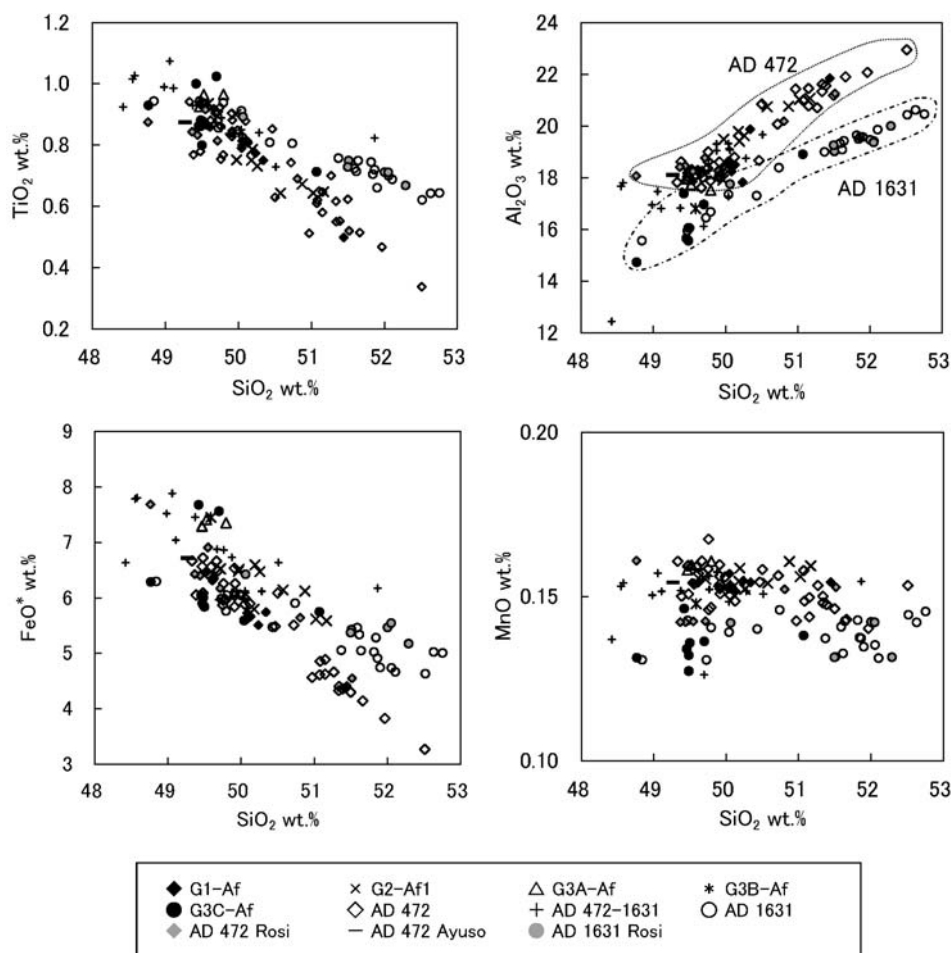 1.2
1.0
0.8
0.6
0.4
0.2
TiO2 wt.%
48 49 50 51 52 53
SiO2 wt.%
24
22
20
18
16
14
12
Al2O3 wt.%
AD 472
AD 1631
48 49 50 51 52 53
SiO2 wt.%
9
8
7
6
5
4
3
FeO* wt.%
48 49 50 51 52 53
SiO2 wt.%
0.20
0.15
0.10
MnO wt.%
48 49 50 51 52 53
SiO2 wt.%
G1-Af G2-Af1 G3A-Af G3B-Af
G3C-Af AD 472 AD 472-1631 AD 1631
AD 472 Rosi AD 472 Ayuso AD 1631 Rosi